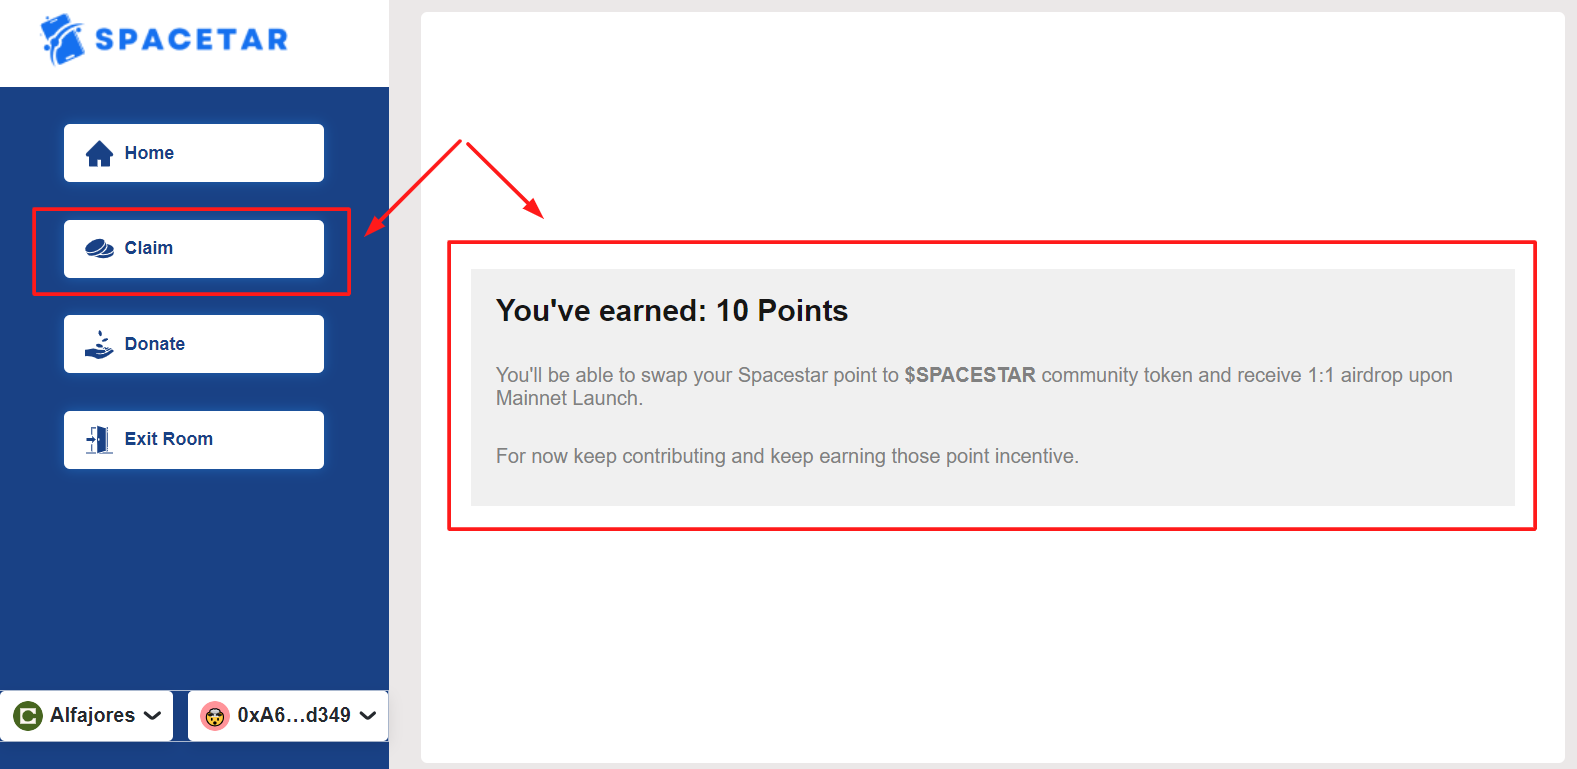 SPACETAR
Home
Claim
Donate
Exit Room
Alfajores
0xA6...d349
You've earned: 10 Points
You'll be able to swap your Spacestar point to $SPACESTAR community token and receive 1:1 airdrop upon
Mainnet Launch.
For now keep contributing and keep earning those point incentive.